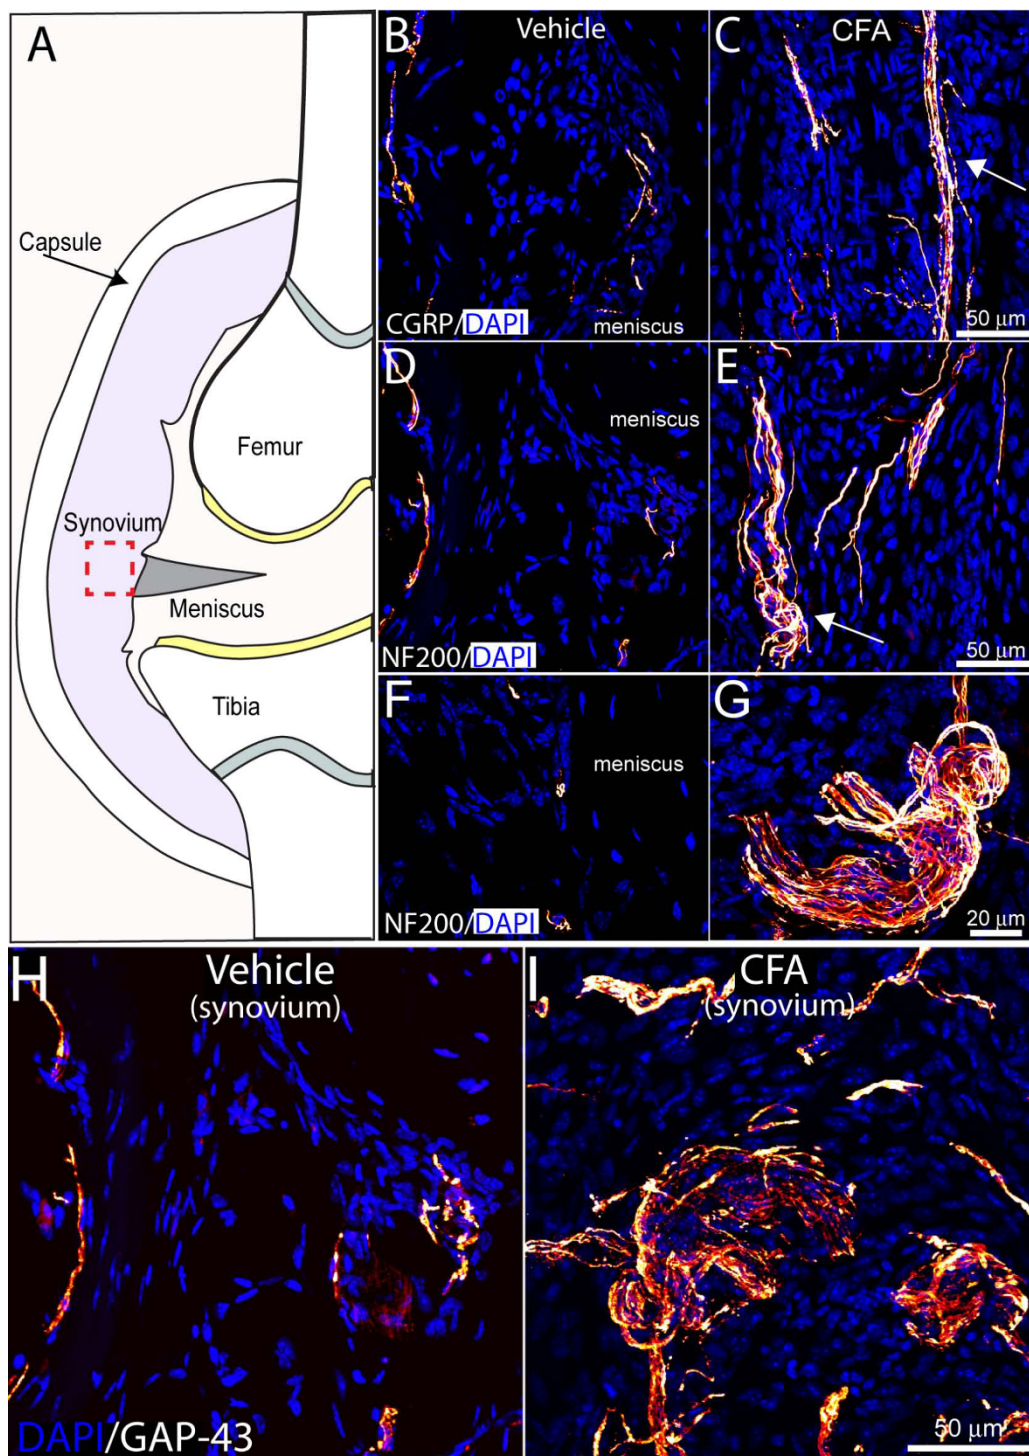 A
Capsule
Synovium
Femur
Meniscus
Tibia
B
Vehicle
CGRP/DAPI
meniscus
C
CFA
50 µm
D
meniscus
NF200/DAPI
E
50 µm
F
meniscus
NF200/DAPI
G
20 µm
H
Vehicle
(synovium)
DAPI/GAP-43
I
CFA
(synovium)
50 µm